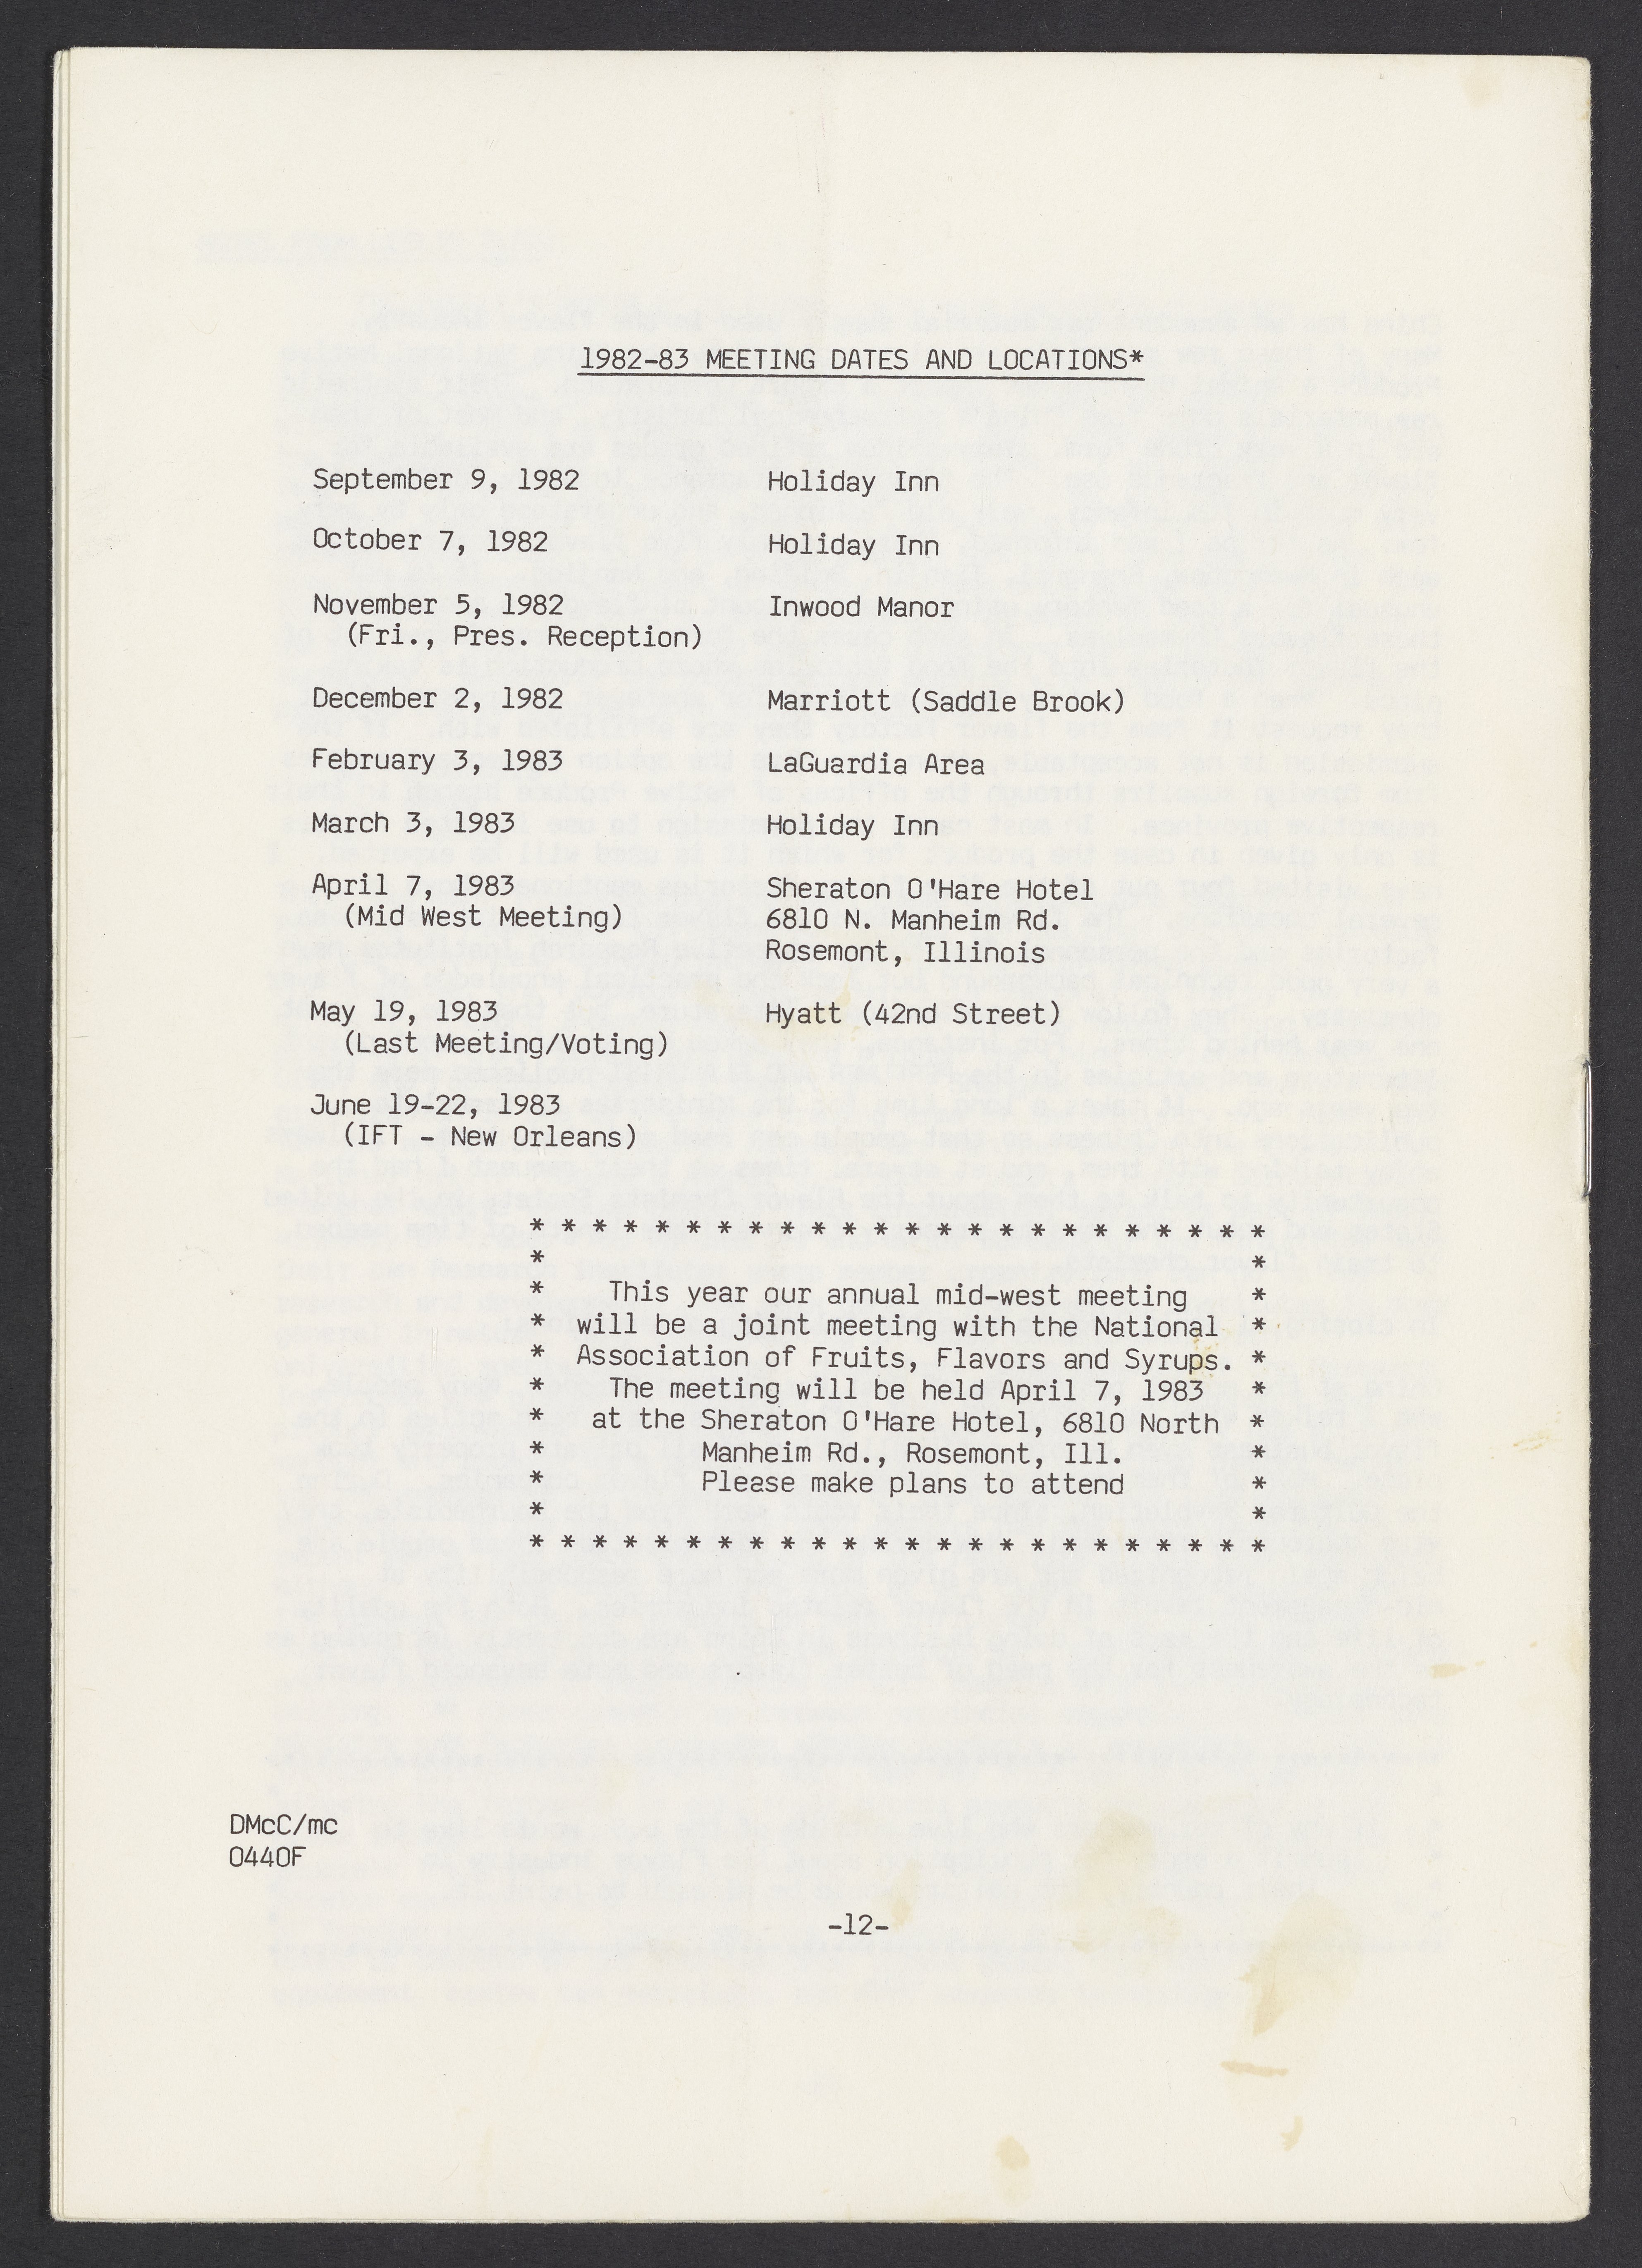 1982-83 MEETING DATES AND LOCATIONS*
September 9, 1982 Holiday Inn
October 7, 1982 Holiday Inn
November 5, 1982 Inwood Manor
(Fri., Pres. Reception)
December 2, 1982 Marriott (Saddle Brook)
February 3, 1983 LaGuardia Area
March 3, 1983 Holiday Inn
April 7, 1983 Sheraton O'Hare Hotel
(Mid West Meeting) 6810 N. Manheim Rd.
Rosemont, Illinois
May 19, 1983 Hyatt (42nd Street)
(Last Meeting/Voting)
June 19-22, 1983
(IFT - New Orleans)
* * * * * * * * * * * * * * * * * * * * * * * *
* *
* This year our annual mid-west meeting *
* will be a joint meeting with the National *
* Association of Fruits, Flavors and Syrups. *
* The meeting will be held April 7, 1983 *
* at the Sheraton O'Hare Hotel, 6810 North *
* Manheim Rd., Rosemont, Ill. *
* Please make plans to attend *
* *
* * * * * * * * * * * * * * * * * * * * * * * *
DMcC/mc
0440F
-12-